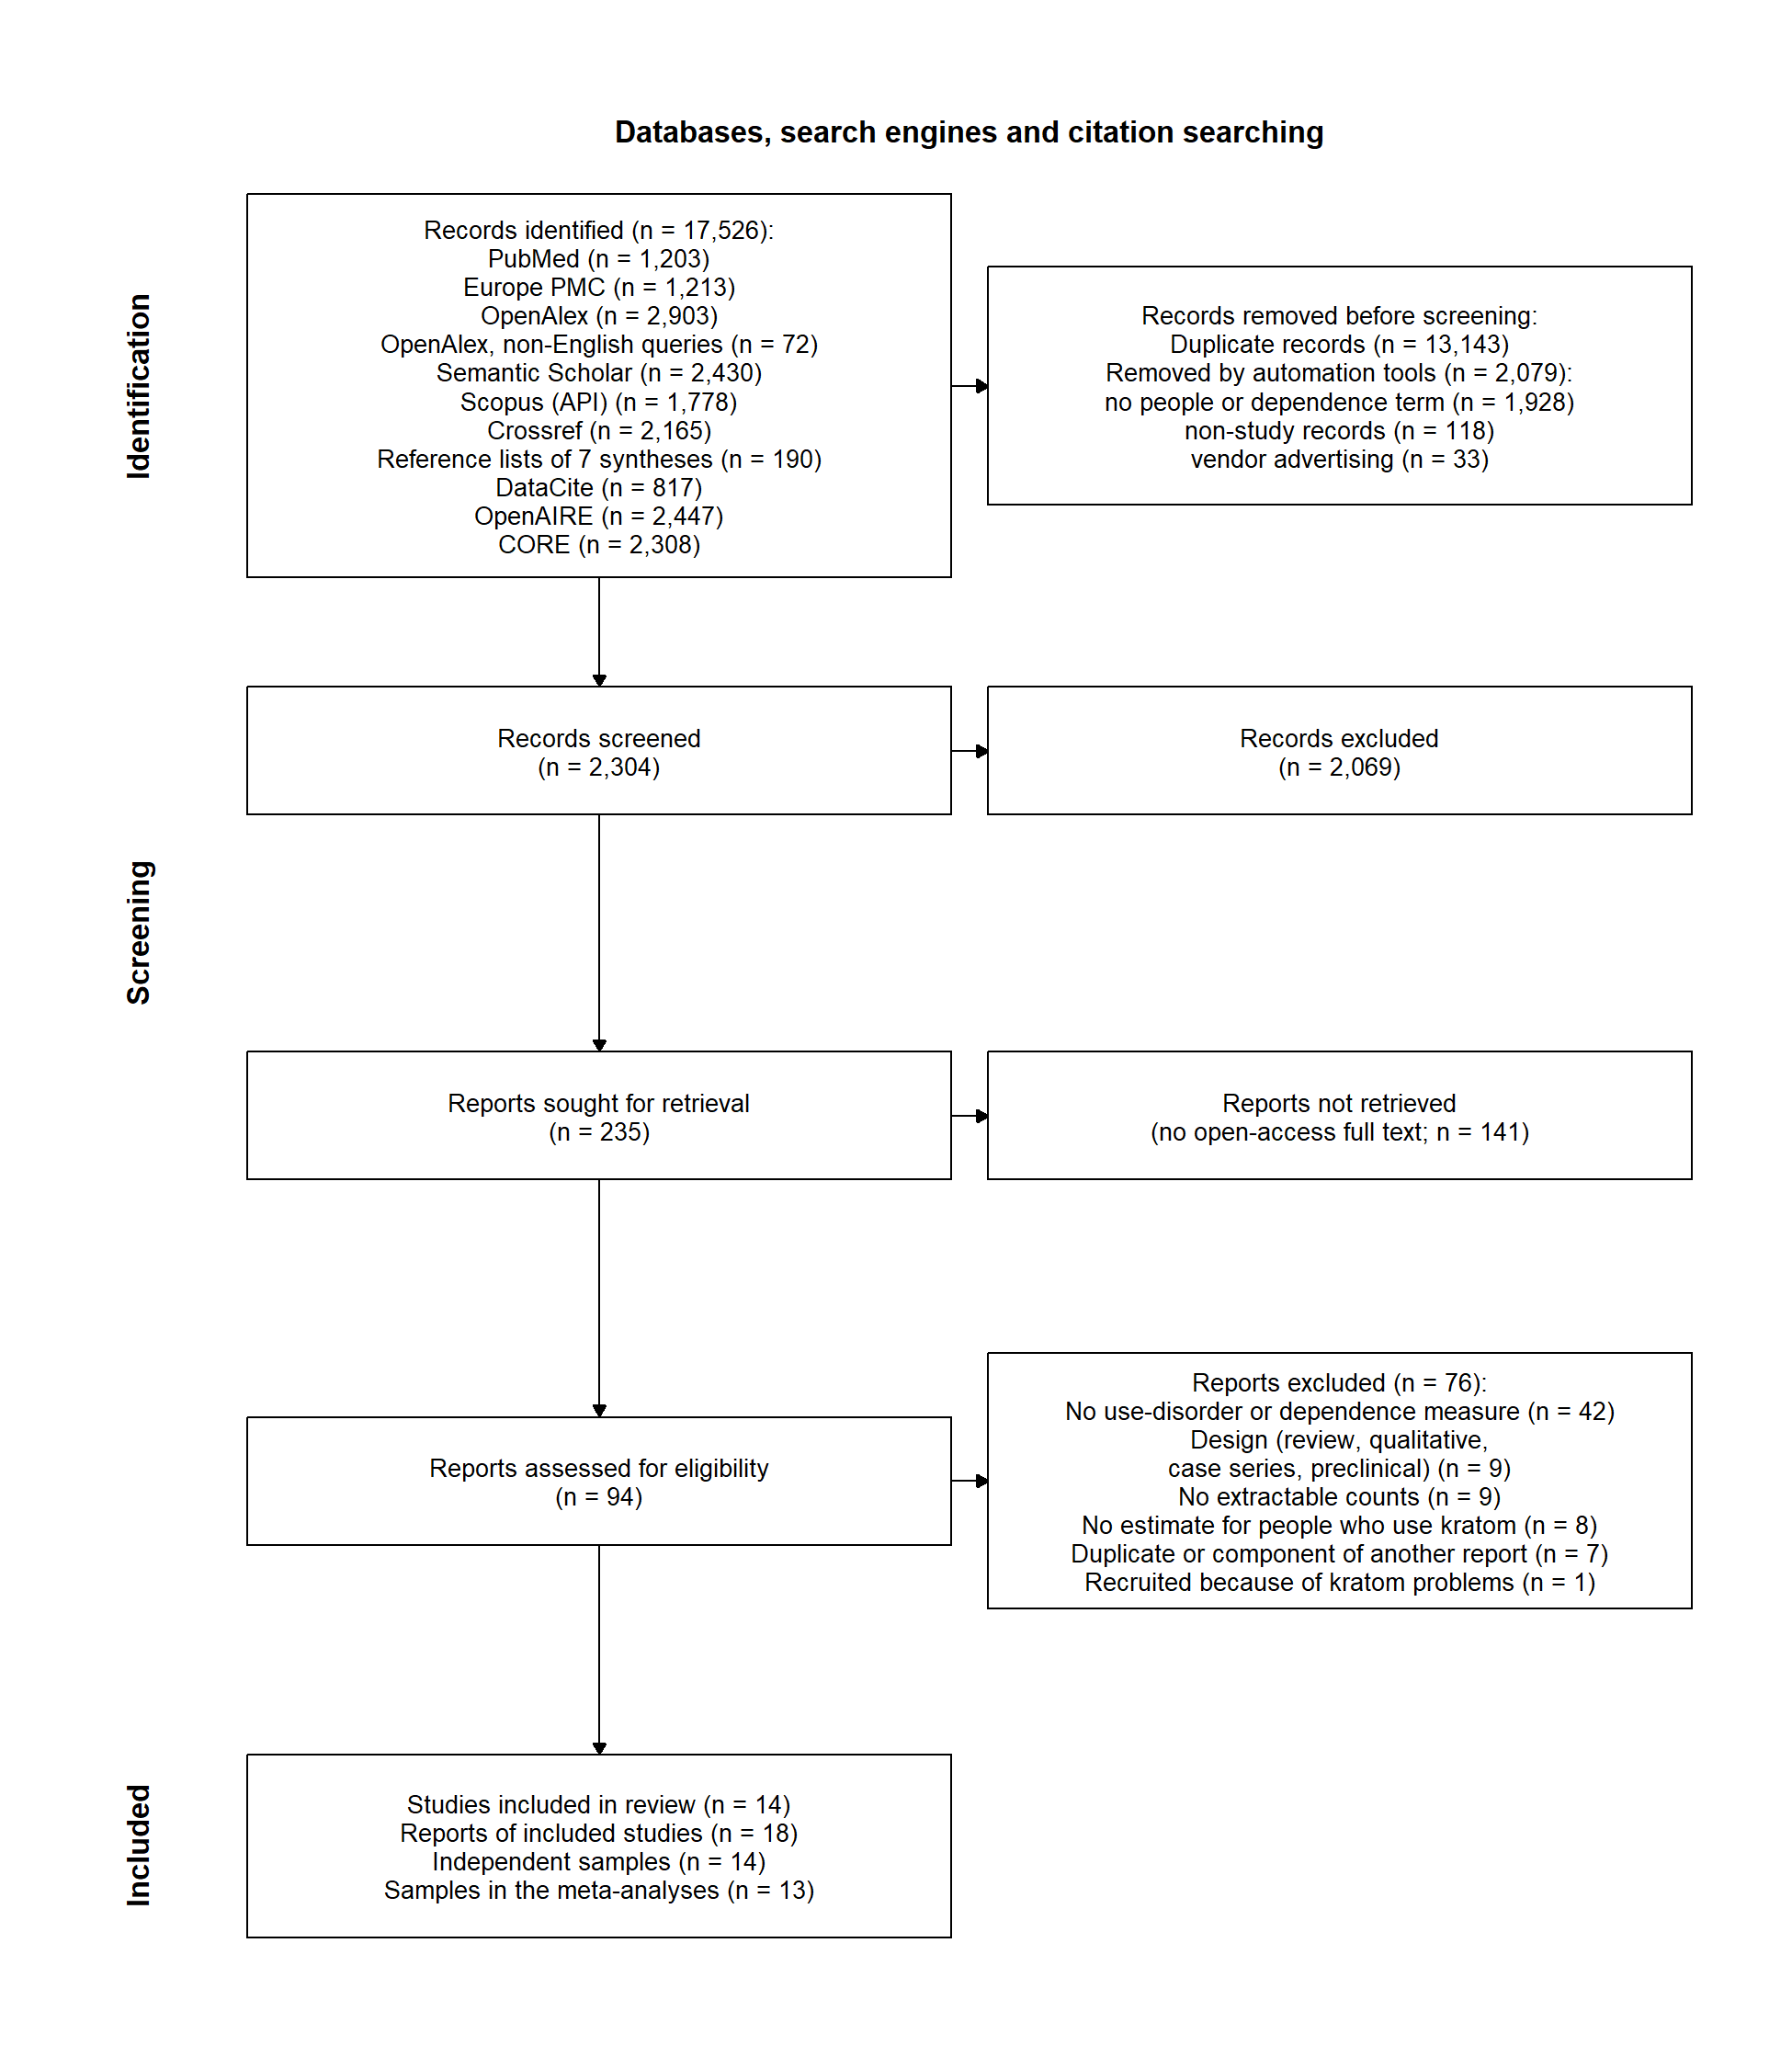 Databases, search engines and citation searching
Identification
Records identified (n = 17,526):
PubMed (n = 1,203)
Europe PMC (n = 1,213)
OpenAlex (n = 2,903)
OpenAlex, non-English queries (n = 72)
Semantic Scholar (n = 2,430)
Scopus (API) (n = 1,778)
Crossref (n = 2,165)
Reference lists of 7 syntheses (n = 190)
DataCite (n = 817)
OpenAIRE (n = 2,447)
CORE (n = 2,308)
Records removed before screening:
Duplicate records (n = 13,143)
Removed by automation tools (n = 2,079):
no people or dependence term (n = 1,928)
non-study records (n = 118)
vendor advertising (n = 33)
Screening
Records screened
(n = 2,304)
Records excluded
(n = 2,069)
Reports sought for retrieval
(n = 235)
Reports not retrieved
(no open-access full text; n = 141)
Reports assessed for eligibility
(n = 94)
Reports excluded (n = 76):
No use-disorder or dependence measure (n = 42)
Design (review, qualitative,
case series, preclinical) (n = 9)
No extractable counts (n = 9)
No estimate for people who use kratom (n = 8)
Duplicate or component of another report (n = 7)
Recruited because of kratom problems (n = 1)
Included
Studies included in review (n = 14)
Reports of included studies (n = 18)
Independent samples (n = 14)
Samples in the meta-analyses (n = 13)